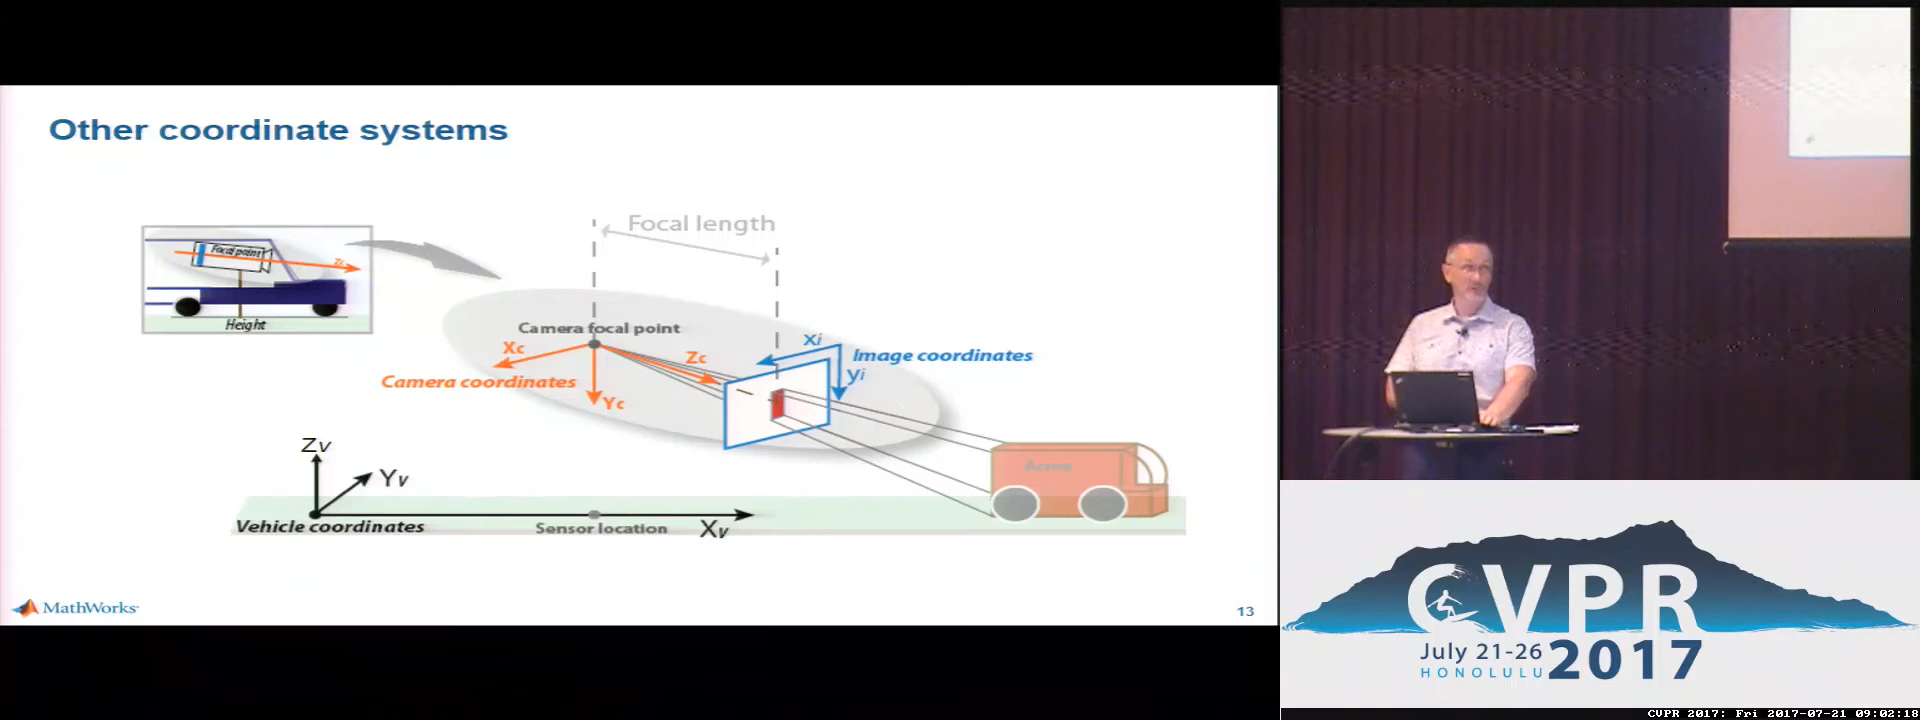 Other coordinate systems
Focal length
Focal point
Zc
Height
Camera focal point
Xc
Zc
Camera coordinates
Yc
xi
Image coordinates
yi
Zv
Yv
Acme
Vehicle coordinates
Sensor location
Xv
MathWorks
13
CVPR
July 21-26
HONOLULU
2017
CVPR 2017: Fri 2017-07-21 09:02:18